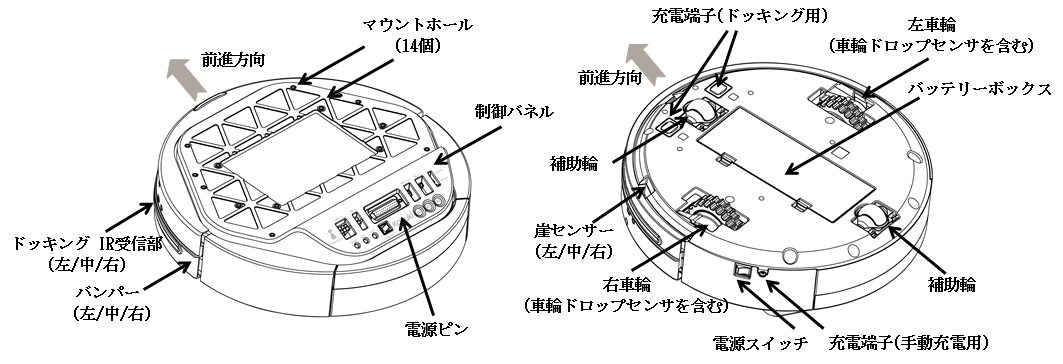 マウントホール
(14個)
前進方向
制御パネル
ドッキング IR受信部
(左/中/右)
バンパー
(左/中/右)
電源ピン
充電端子(ドッキング用)
左車輪
(車輪ドロップセンサを含む)
前進方向
バッテリーボックス
補助輪
崖センサー
(左/中/右)
右車輪
(車輪ドロップセンサを含む)
補助輪
電源スイッチ
充電端子(手動充電用)